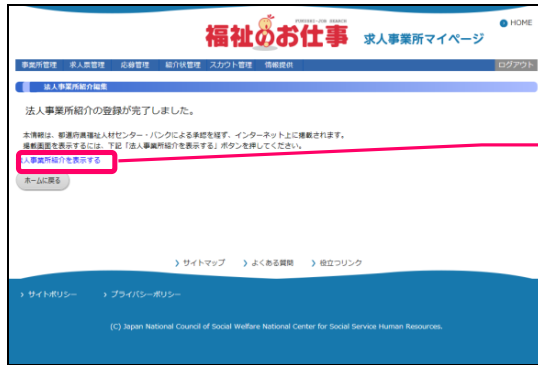 FUKUSHI-JOB SEARCH
福祉のお仕事 求人事業所マイページ
HOME
事業所管理 求人票管理 応募管理 紹介状管理 スカウト管理 情報提供 ログアウト
法人事業所紹介編集
法人事業所紹介の登録が完了しました。
本情報は、都道府県福祉人材センター・バンクによる承認を経ず、インターネット上に掲載されます。
掲載画面を表示するには、下記「法人事業所紹介を表示する」ボタンを押してください。
人事業所紹介を表示する
ホームに戻る
サイトマップ よくある質問 役立つリンク
サイトポリシー プライバシーポリシー
(C) Japan National Council of Social Welfare National Center for Social Service Human Resources.